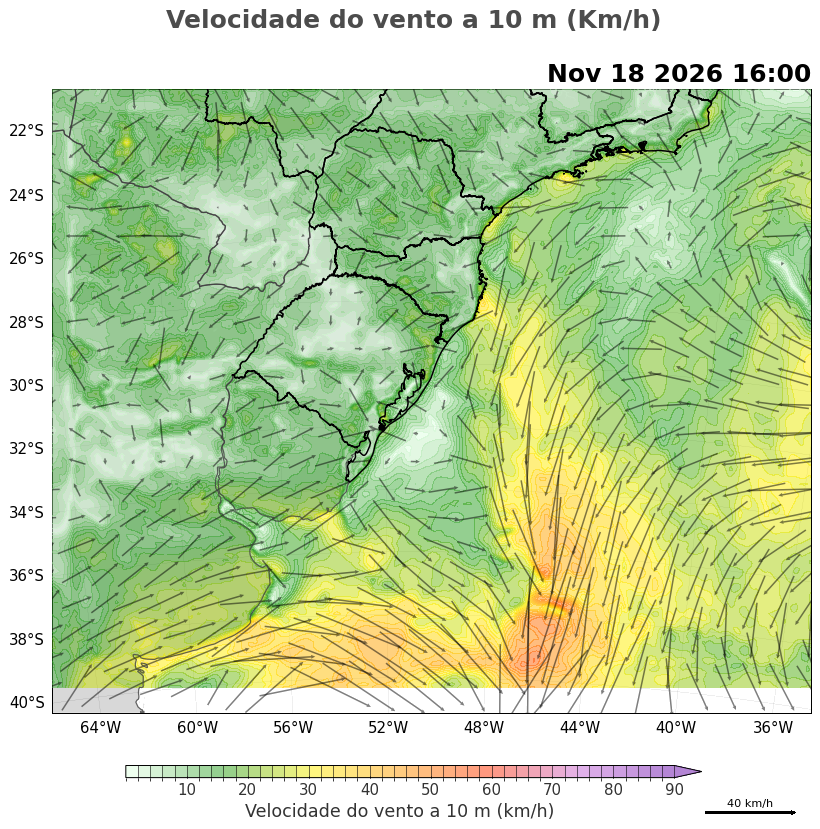 Velocidade do vento a 10 m (Km/h)
Nov 18 2026 16:00
22°S
24°S
26°S
28°S
30°S
32°S
34°S
36°S
38°S
40°S
64°W 60°W 56°W 52°W 48°W 44°W 40°W 36°W
10 20 30 40 50 60 70 80 90
Velocidade do vento a 10 m (km/h)
40 km/h